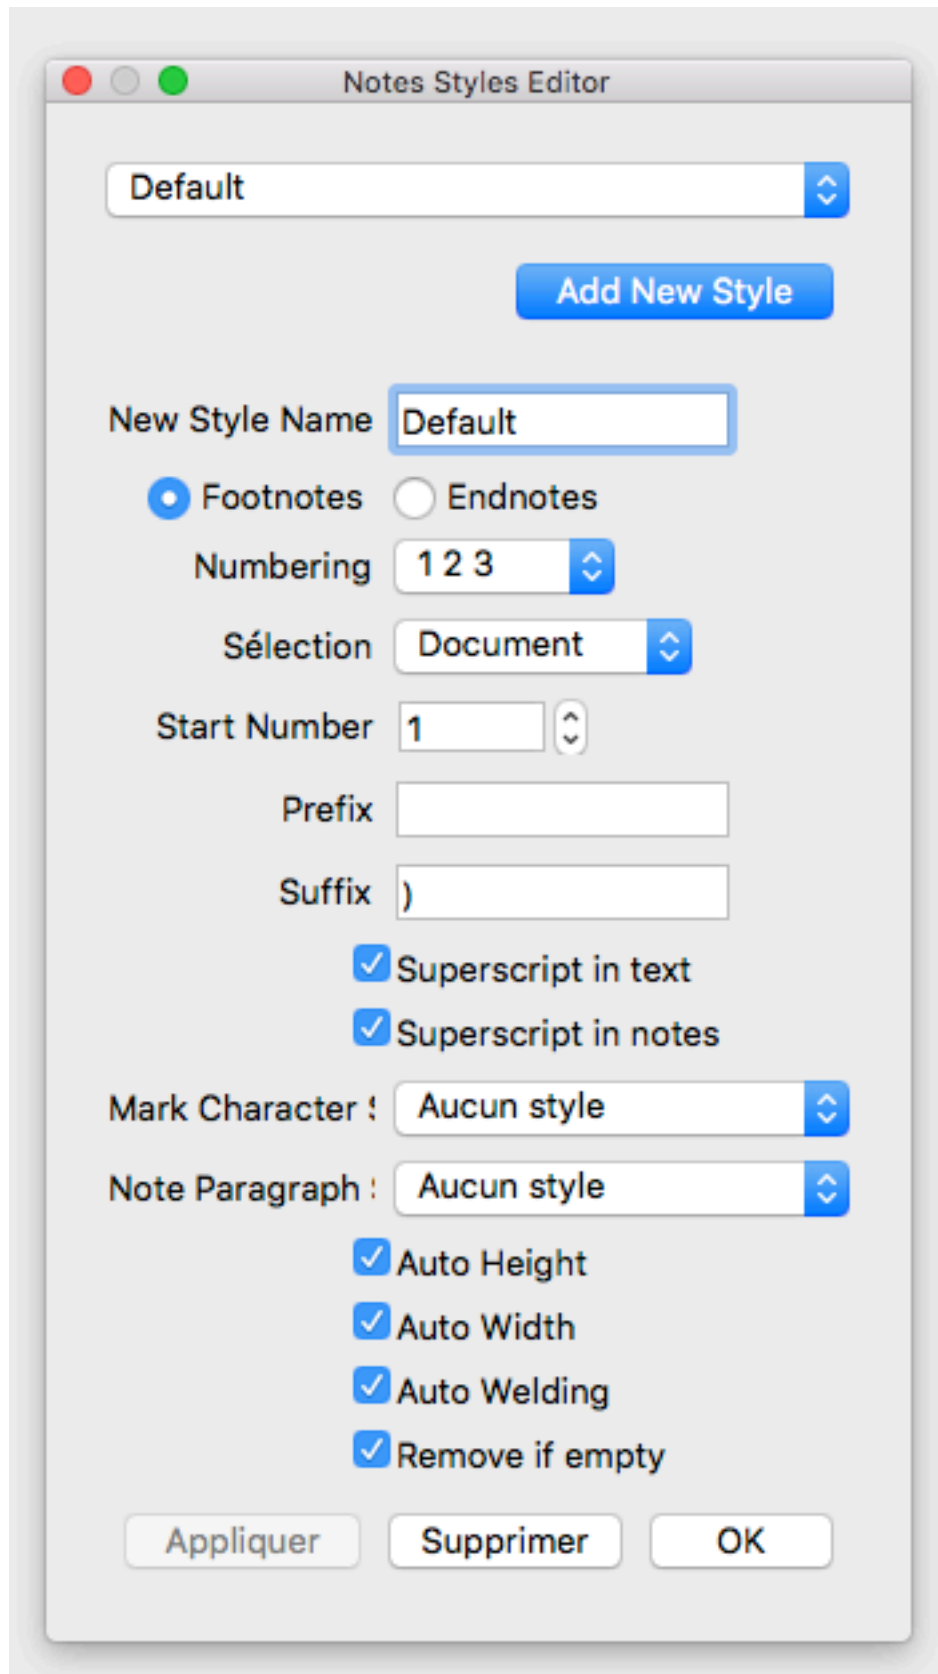 Notes Styles Editor
Default
Add New Style
New Style Name Default
Footnotes Endnotes
Numbering 1 2 3
Sélection Document
Start Number 1
Prefix
Suffix )
Superscript in text
Superscript in notes
Mark Character Aucun style
Note Paragraph Aucun style
Auto Height
Auto Width
Auto Welding
Remove if empty
Appliquer Supprimer OK